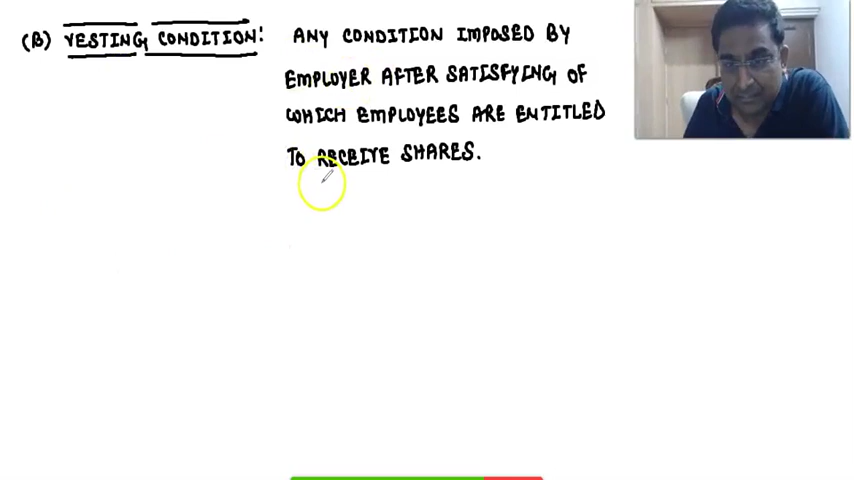 (B) VESTING CONDITION: ANY CONDITION IMPOSED BY
EMPLOYER AFTER SATISFYING OF
WHICH EMPLOYEES ARE ENTITLED
TO RECEIVE SHARES.